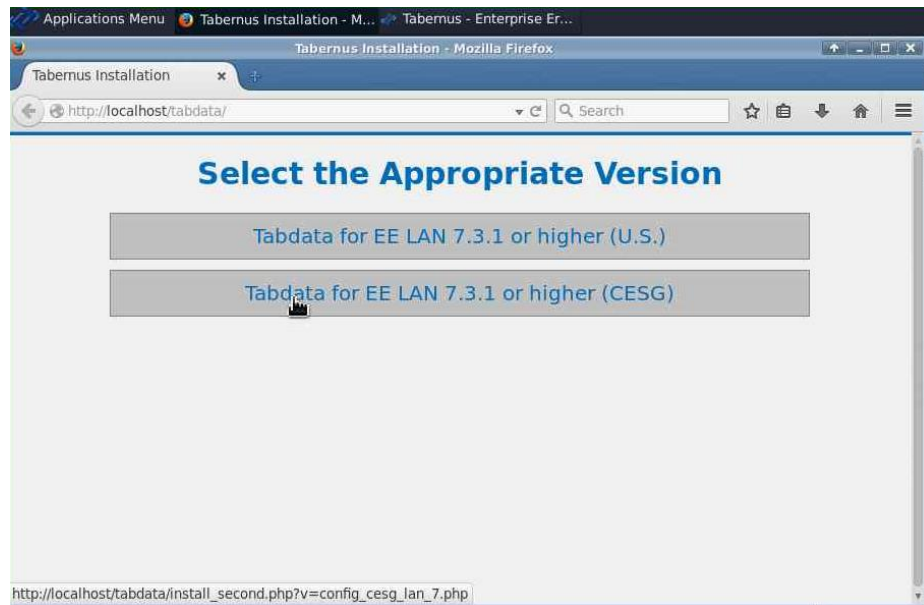 Applications Menu Tabernus Installation - M... Tabernus - Enterprise Er...
Tabernus Installation - Mozilla Firefox
Tabernus Installation
http://localhost/tabdata/ Search
Select the Appropriate Version
Tabdata for EE LAN 7.3.1 or higher (U.S.)
Tabdata for EE LAN 7.3.1 or higher (CESG)
http://localhost/tabdata/install_second.php?v=config_cesg_lan_7.php